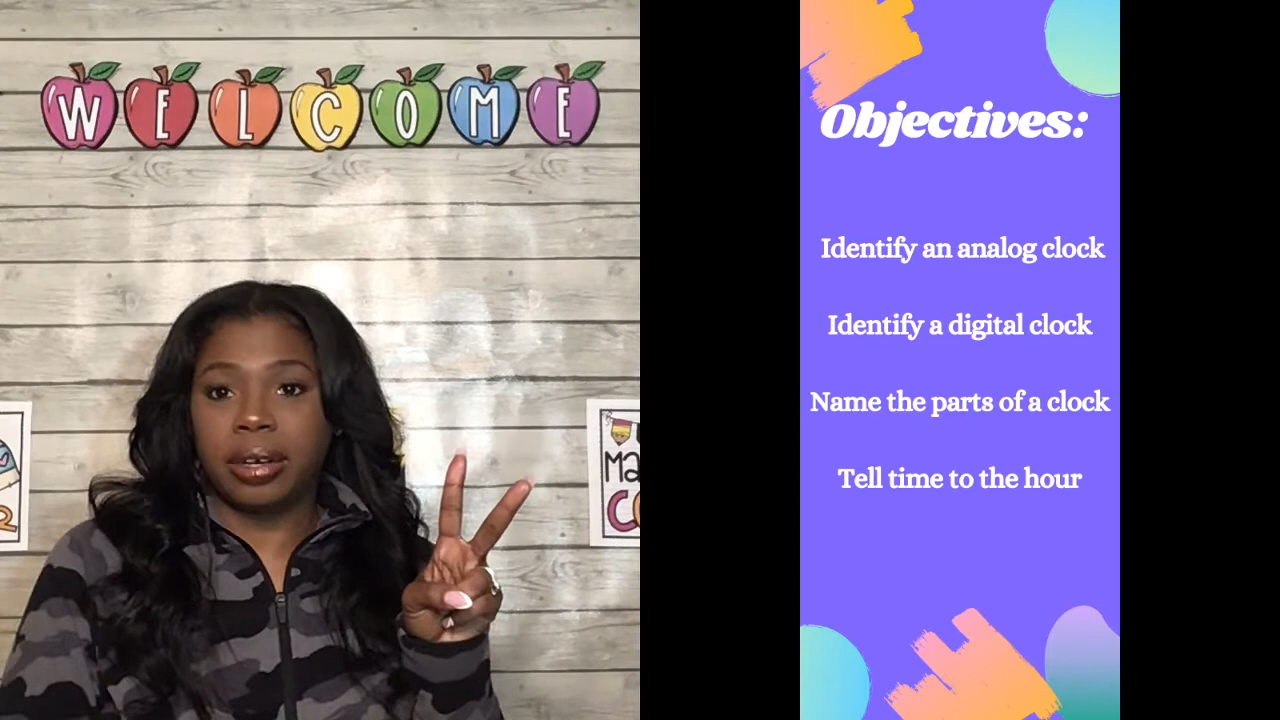 WELCOME
Objectives:
Identify an analog clock
Identify a digital clock
Name the parts of a clock
Tell time to the hour